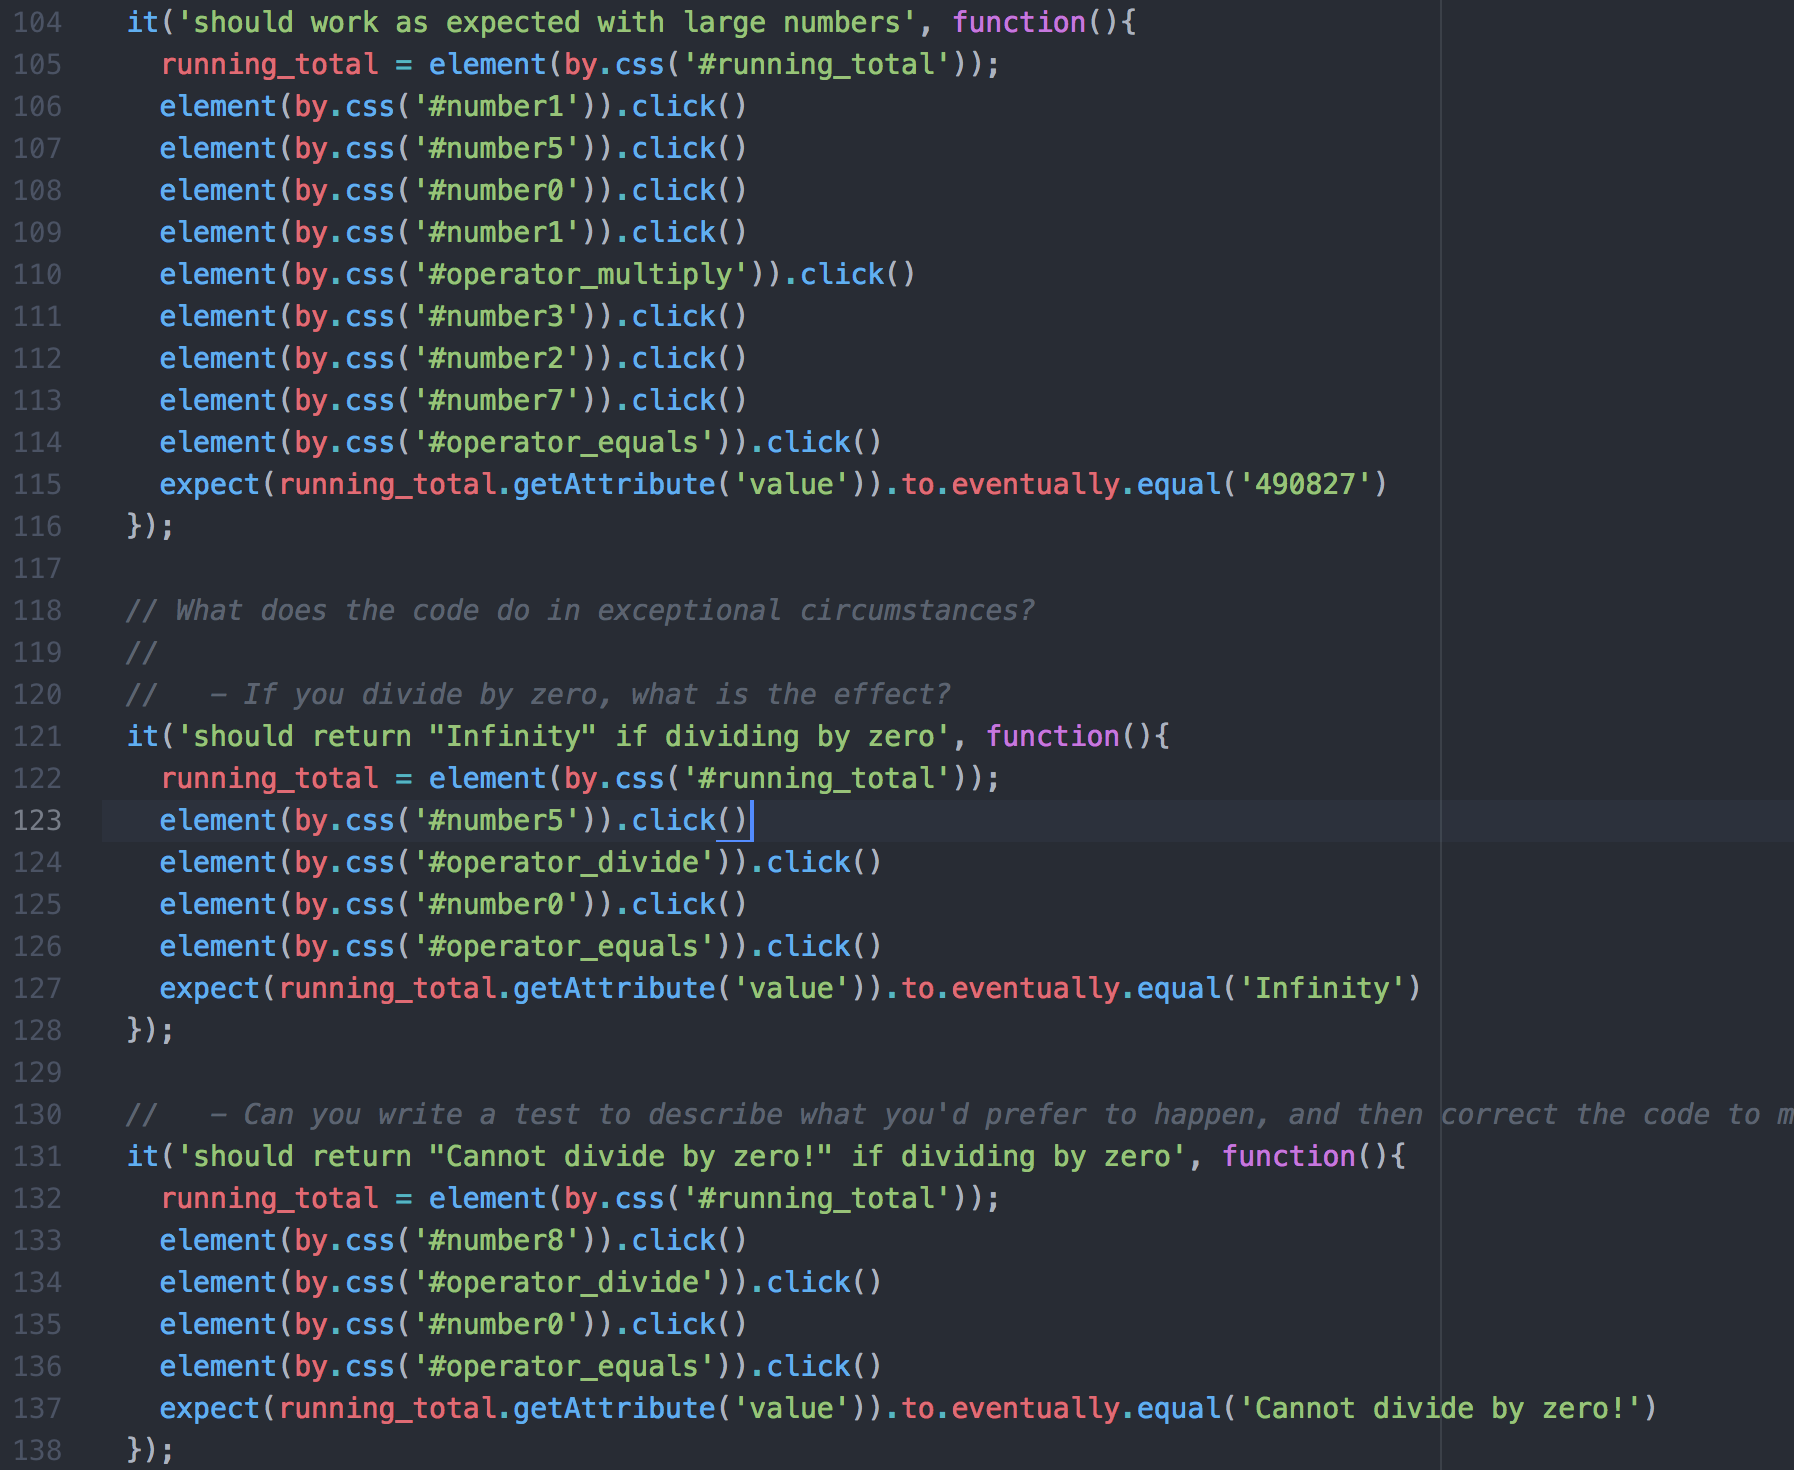 104 it('should work as expected with large numbers', function(){
105 running_total = element(by.css('#running_total'));
106 element(by.css('#number1')).click()
107 element(by.css('#number5')).click()
108 element(by.css('#number0')).click()
109 element(by.css('#number1')).click()
110 element(by.css('#operator_multiply')).click()
111 element(by.css('#number3')).click()
112 element(by.css('#number2')).click()
113 element(by.css('#number7')).click()
114 element(by.css('#operator_equals')).click()
115 expect(running_total.getAttribute('value')).to.eventually.equal('490827')
116 });
117
118 // What does the code do in exceptional circumstances?
119 //
120 // - If you divide by zero, what is the effect?
121 it('should return "Infinity" if dividing by zero', function(){
122 running_total = element(by.css('#running_total'));
123 element(by.css('#number5')).click()
124 element(by.css('#operator_divide')).click()
125 element(by.css('#number0')).click()
126 element(by.css('#operator_equals')).click()
127 expect(running_total.getAttribute('value')).to.eventually.equal('Infinity')
128 });
129
130 // - Can you write a test to describe what you'd prefer to happen, and then correct the code to m
131 it('should return "Cannot divide by zero!" if dividing by zero', function(){
132 running_total = element(by.css('#running_total'));
133 element(by.css('#number8')).click()
134 element(by.css('#operator_divide')).click()
135 element(by.css('#number0')).click()
136 element(by.css('#operator_equals')).click()
137 expect(running_total.getAttribute('value')).to.eventually.equal('Cannot divide by zero!')
138 });